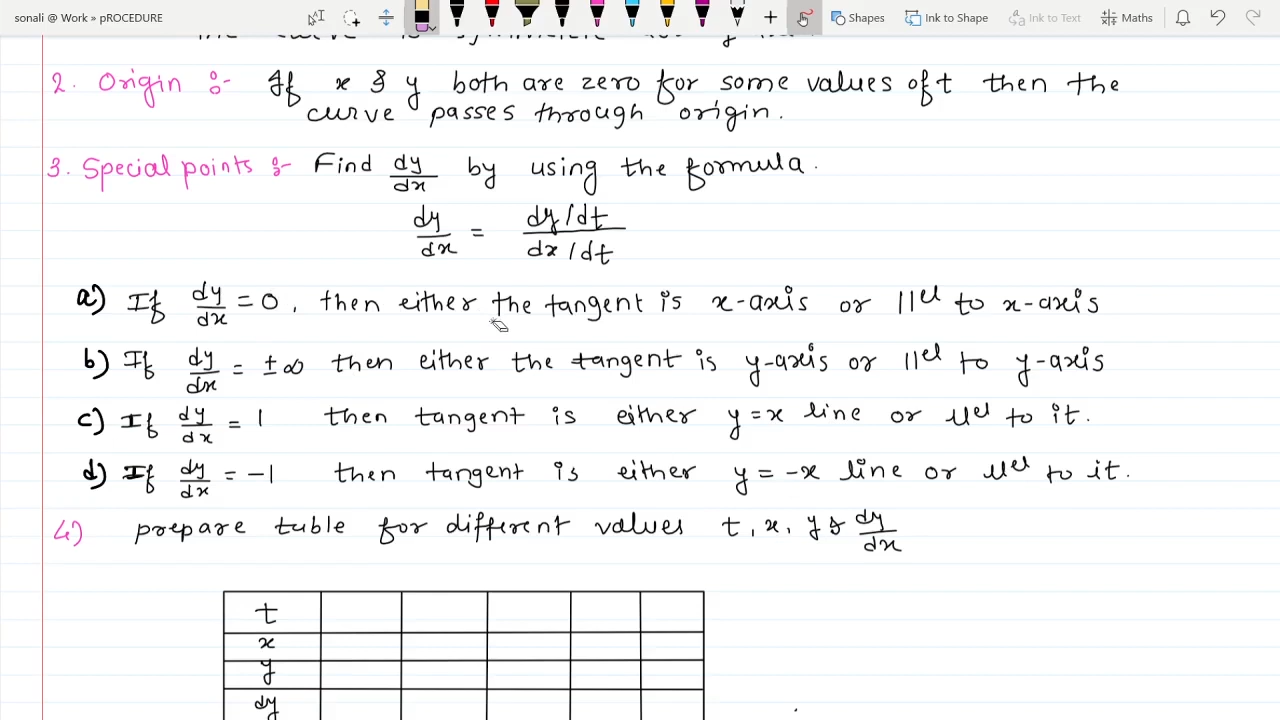 sonali @ Work » pROCEDURE
Shapes
Ink to Shape
Ink to Text
Maths
the curve is symmetric
2. Origin :- If x & y both are zero for some values of t then the
curve passes through origin.
3. Special points :- Find dy/dx by using the formula.
dy/dx = (dy/dt)/(dx/dt)
a) If dy/dx = 0, then either the tangent is x-axis or ||el to x-axis
b) If dy/dx = ±∞ then either the tangent is y-axis or ||el to y-axis
c) If dy/dx = 1 then tangent is either y=x line or ||el to it.
d) If dy/dx = -1 then tangent is either y = -x line or ||el to it.
4) prepare table for different values t, x, y & dy/dx
t
x
y
dy